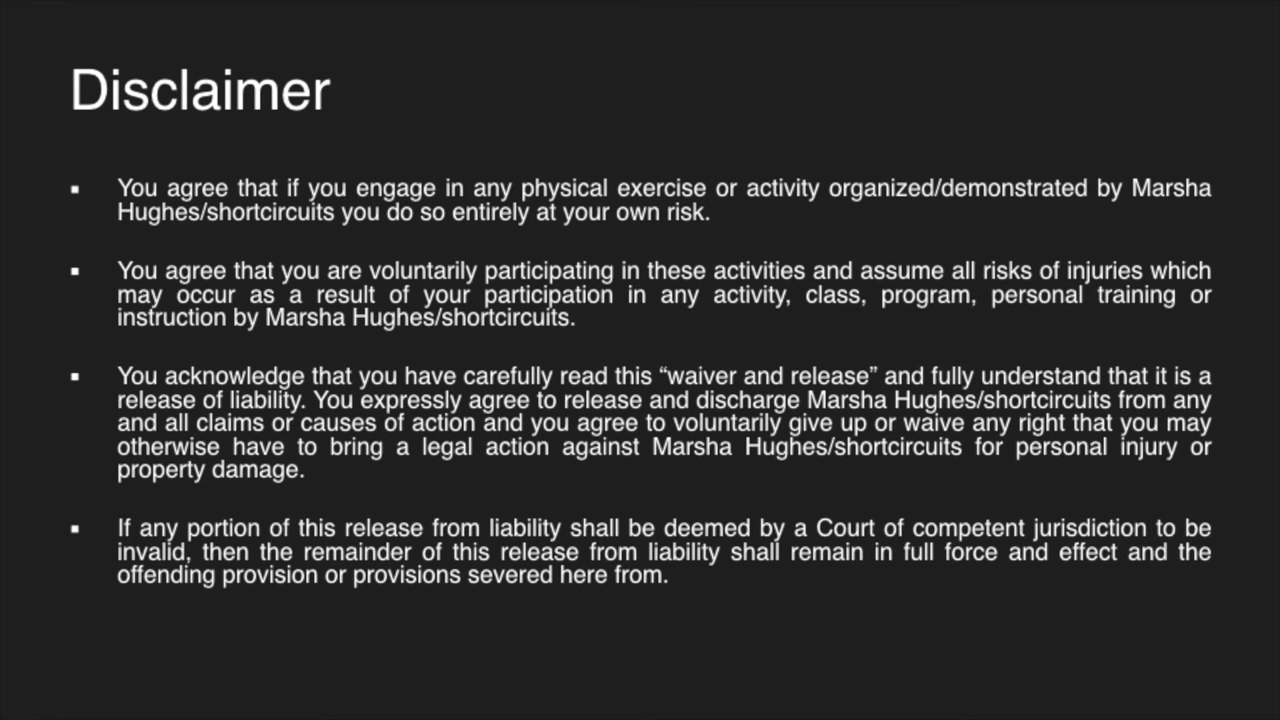 Disclaimer
▪ You agree that if you engage in any physical exercise or activity organized/demonstrated by Marsha
Hughes/shortcircuits you do so entirely at your own risk.
▪ You agree that you are voluntarily participating in these activities and assume all risks of injuries which
may occur as a result of your participation in any activity, class, program, personal training or
instruction by Marsha Hughes/shortcircuits.
▪ You acknowledge that you have carefully read this “waiver and release” and fully understand that it is a
release of liability. You expressly agree to release and discharge Marsha Hughes/shortcircuits from any
and all claims or causes of action and you agree to voluntarily give up or waive any right that you may
otherwise have to bring a legal action against Marsha Hughes/shortcircuits for personal injury or
property damage.
▪ If any portion of this release from liability shall be deemed by a Court of competent jurisdiction to be
invalid, then the remainder of this release from liability shall remain in full force and effect and the
offending provision or provisions severed here from.